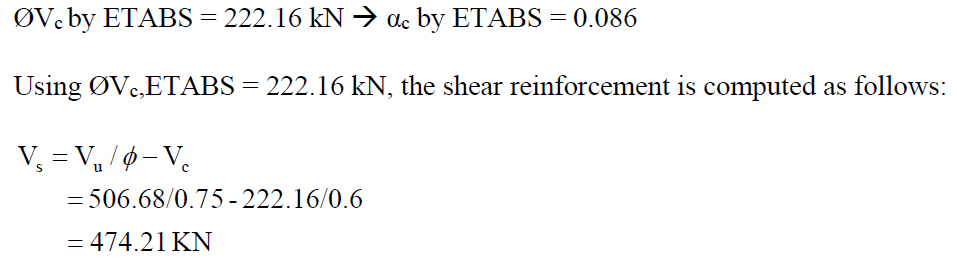 ØVc by ETABS = 222.16 kN → αc by ETABS = 0.086
Using ØVc,ETABS = 222.16 kN, the shear reinforcement is computed as follows:
Vs = Vu / ϕ − Vc
= 506.68/0.75 - 222.16/0.6
= 474.21 KN